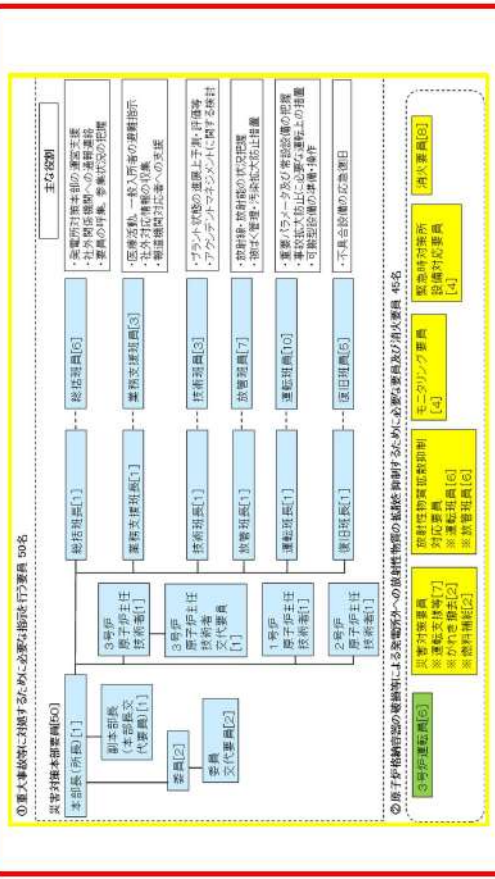 ①重大事故等に対処するために必要な指示を行う要員 50名
災害対策本部要員[50]
主な役割
本部長(所長)[1]
副本部長
(本部長交
代要員)[1]
委員[2]
委員
交代要員[2]
3号炉
原子炉主任
技術者[1]
3号炉
原子炉主任
技術者
交代要員
[1]
1号炉
原子炉主任
技術者[1]
2号炉
原子炉主任
技術者[1]
総括班長[1]
総括班員[6]
・発電所対策本部の運営支援
・社外関係機関への通報連絡
・要員の呼集、参集状況の把握
業務支援班長[1]
業務支援班員[3]
・医療活動、一般入所者の避難指示
・社外対応情報の収集
・報道機関対応者への支援
技術班長[1]
技術班員[3]
・プラント状態の進展上予測・評価等
・アクシデントマネジメントに関する検討
放管班長[1]
放管班員[7]
・放射線・放射能の状況把握
・被ばく管理・汚染拡大防止措置
運転班長[1]
運転班員[10]
・重要パラメータ及び常設設備の把握
・事故拡大防止に必要な運転上の措置
・可動型設備の準備・操作
復旧班長[1]
復旧班員[5]
・不具合設備の応急復旧
②原子炉格納容器の破損等による発電所外への放射性物質の拡散を抑制するために必要な要員及び消火要員 45名
3号炉運転員[6]
災害対策要員
※運転支援等[7]
※がれき撤去[2]
※燃料補給[2]
放射性物質拡散抑制
対応要員
※運転班員[6]
※放管班員[6]
モニタリング要員
[4]
緊急時対策所
設備対応要員
[4]
消火要員[8]